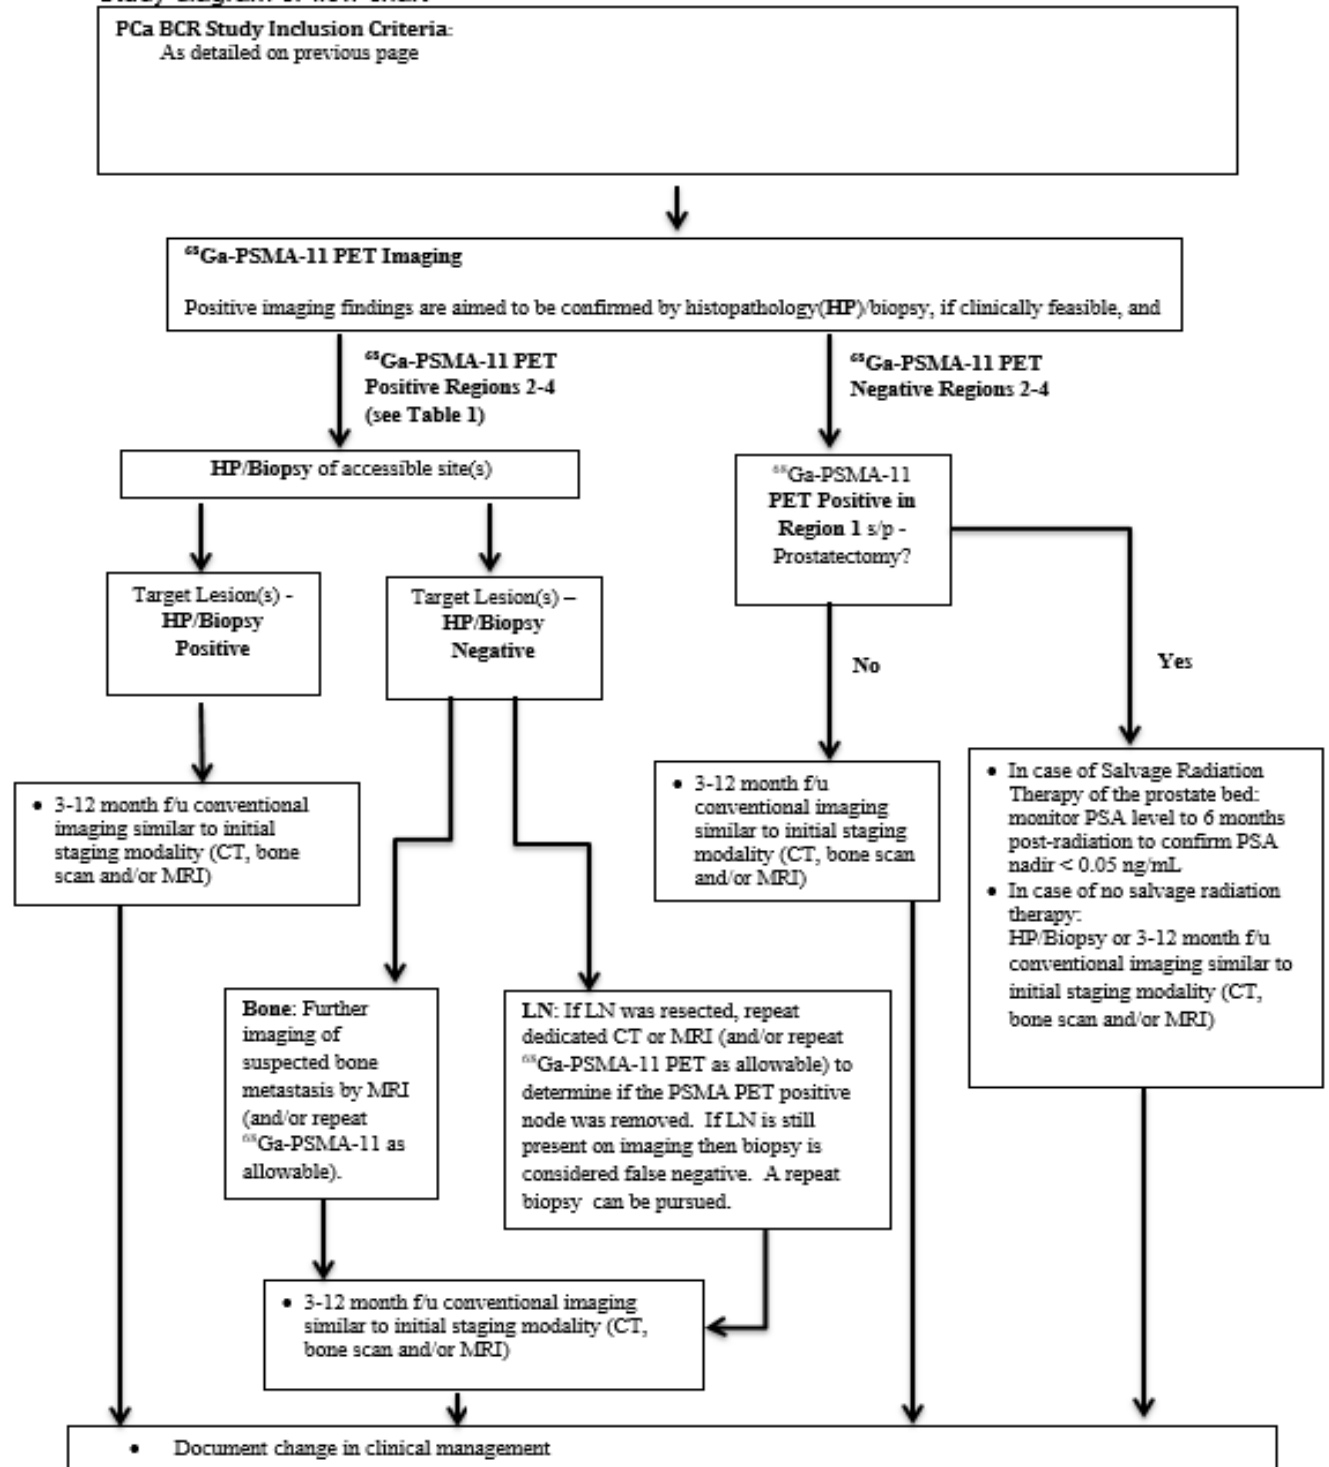 Study diagram or flow chart
PCa BCR Study Inclusion Criteria:
As detailed on previous page
⁶⁸Ga-PSMA-11 PET Imaging
Positive imaging findings are aimed to be confirmed by histopathology(HP)/biopsy, if clinically feasible, and
⁶⁸Ga-PSMA-11 PET
Positive Regions 2-4
(see Table 1)
⁶⁸Ga-PSMA-11 PET
Negative Regions 2-4
HP/Biopsy of accessible site(s)
⁶⁸Ga-PSMA-11
PET Positive in
Region 1 s/p -
Prostatectomy?
Target Lesion(s) -
HP/Biopsy
Positive
Target Lesion(s) –
HP/Biopsy
Negative
No
Yes
• 3-12 month f/u conventional
imaging similar to initial
staging modality (CT, bone
scan and/or MRI)
• 3-12 month f/u
conventional imaging
similar to initial staging
modality (CT, bone scan
and/or MRI)
• In case of Salvage Radiation
Therapy of the prostate bed:
monitor PSA level to 6 months
post-radiation to confirm PSA
nadir < 0.05 ng/mL
• In case of no salvage radiation
therapy:
HP/Biopsy or 3-12 month f/u
conventional imaging similar to
initial staging modality (CT,
bone scan and/or MRI)
Bone: Further
imaging of
suspected bone
metastasis by MRI
(and/or repeat
⁶⁸Ga-PSMA-11 as
allowable).
LN: If LN was resected, repeat
dedicated CT or MRI (and/or repeat
⁶⁸Ga-PSMA-11 PET as allowable) to
determine if the PSMA PET positive
node was removed. If LN is still
present on imaging then biopsy is
considered false negative. A repeat
biopsy can be pursued.
• 3-12 month f/u conventional imaging
similar to initial staging modality (CT,
bone scan and/or MRI)
• Document change in clinical management